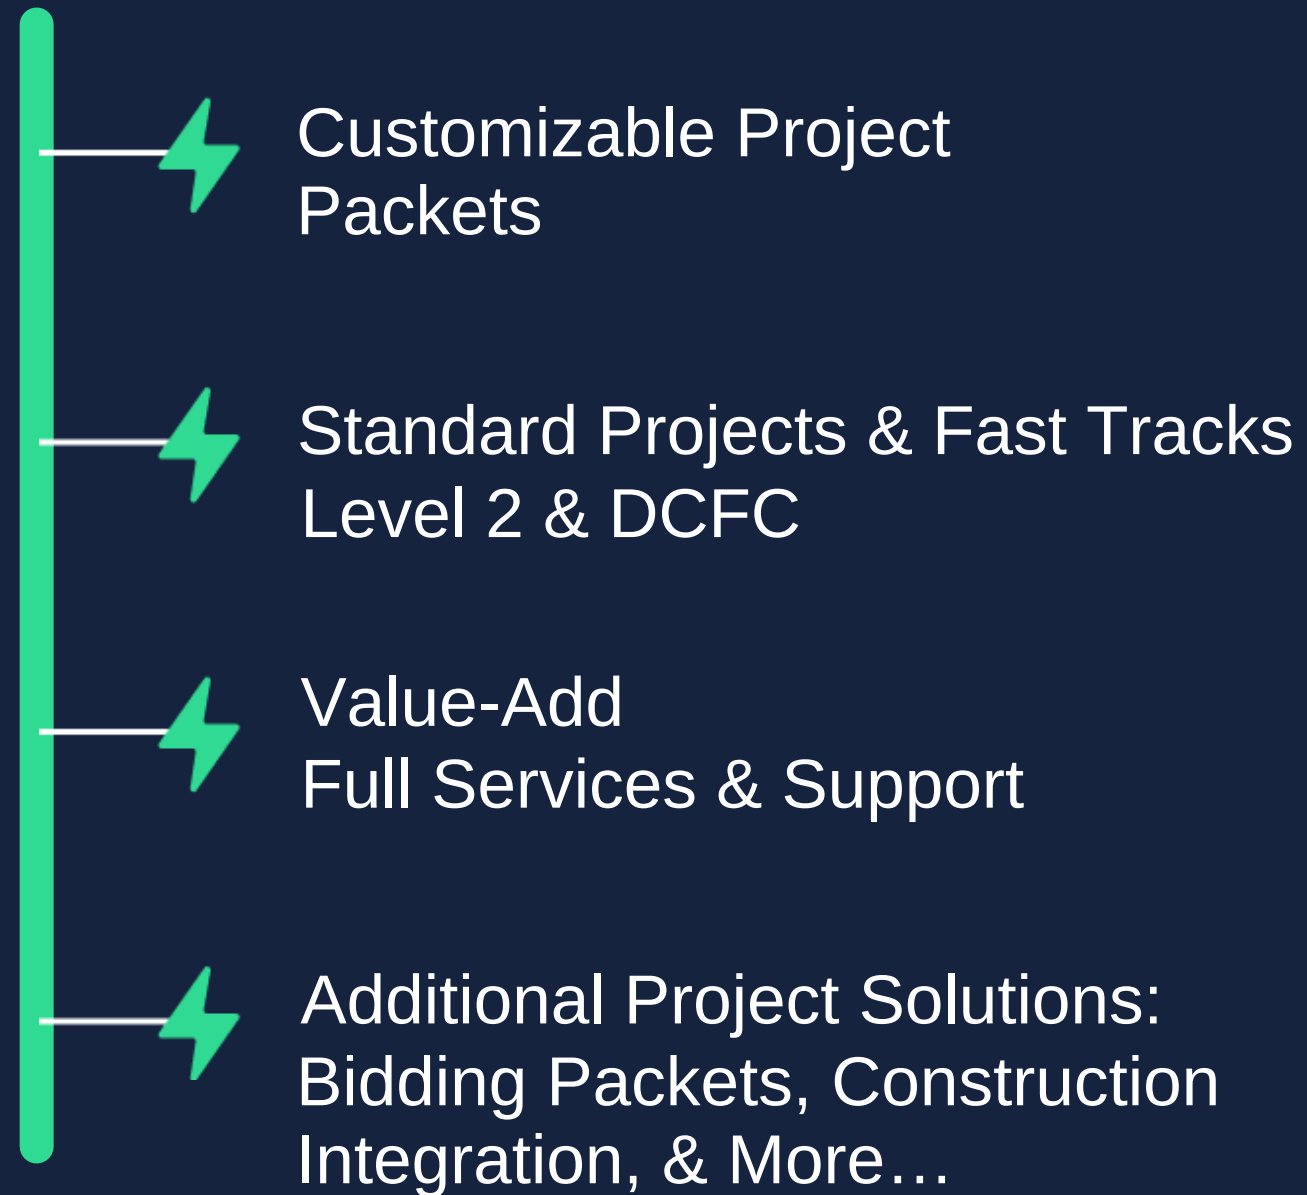 Customizable Project
Packets
Standard Projects & Fast Tracks
Level 2 & DCFC
Value-Add
Full Services & Support
Additional Project Solutions:
Bidding Packets, Construction
Integration, & More…